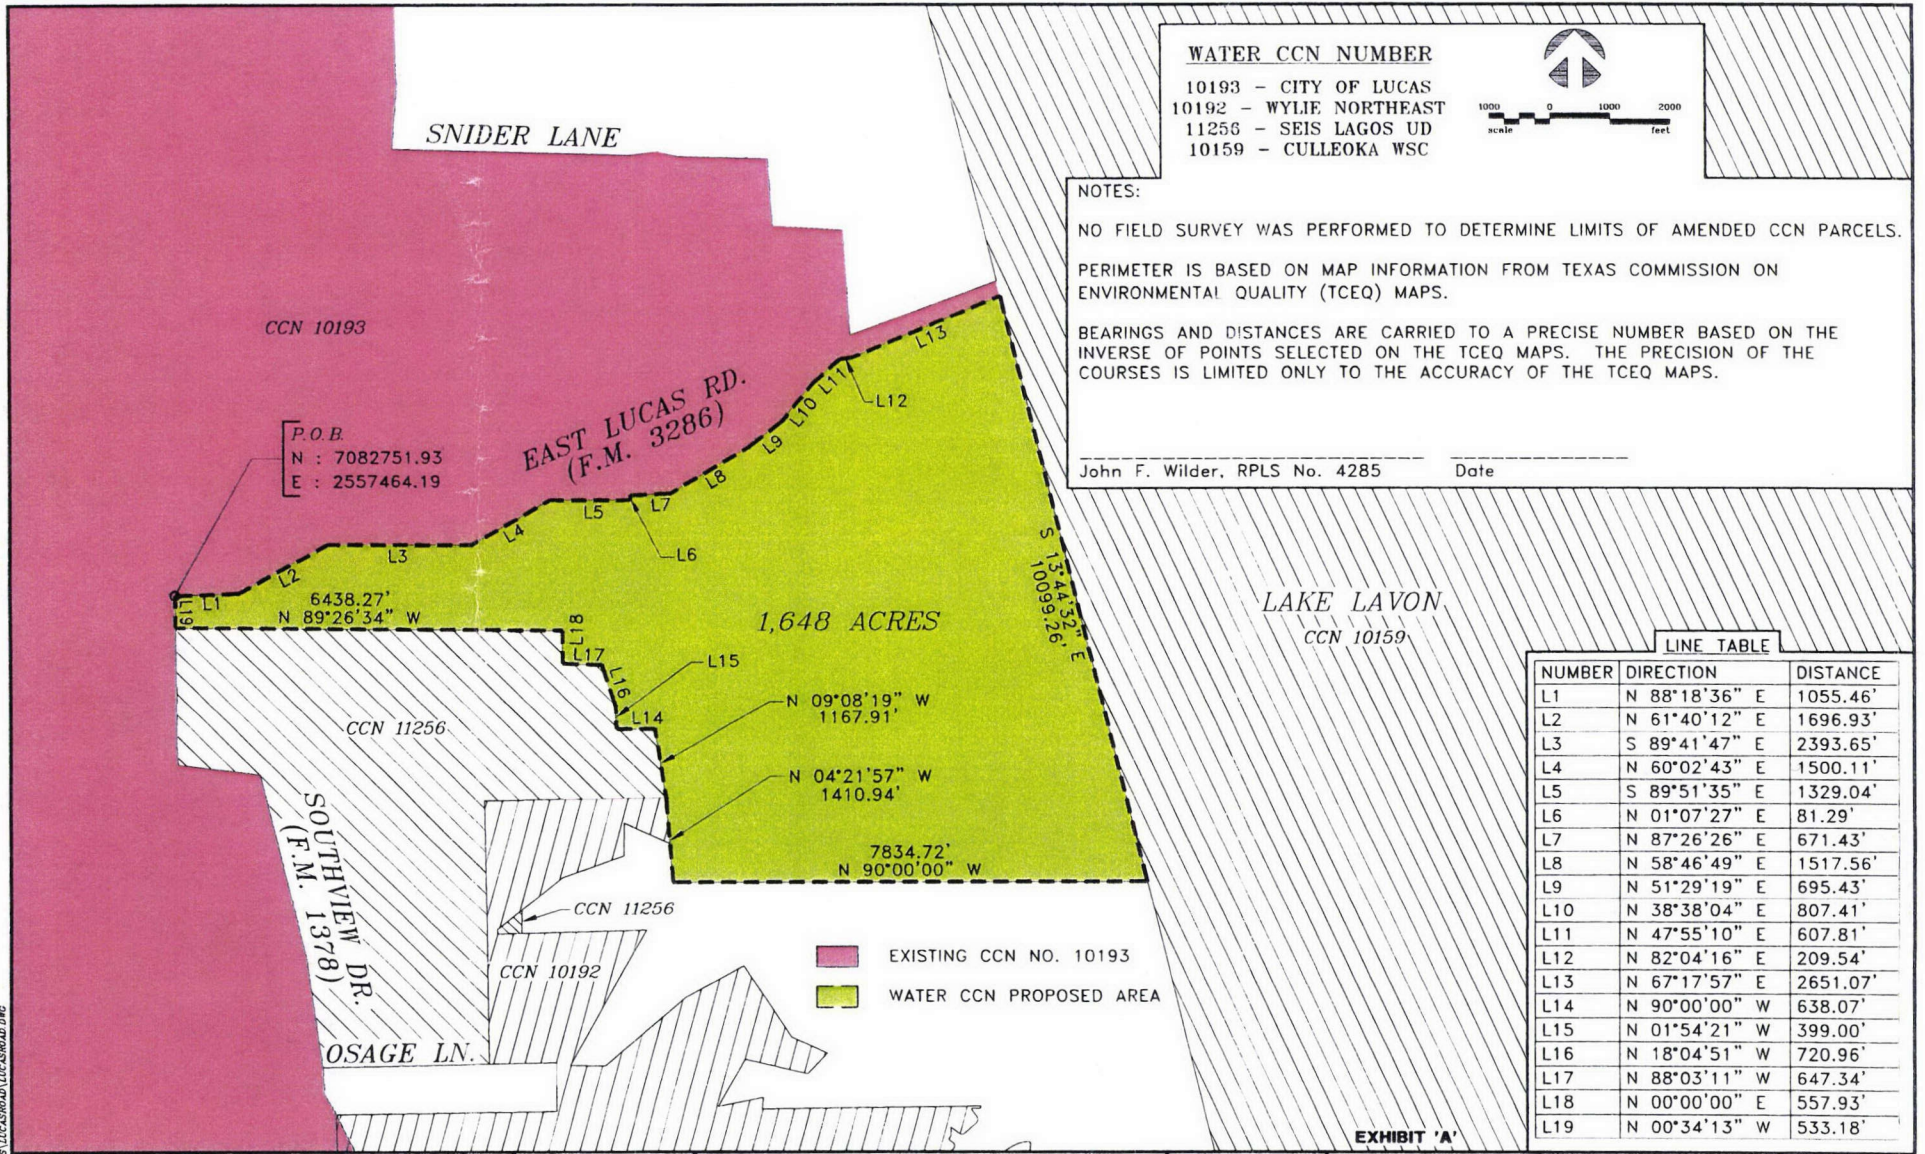 WATER CCN NUMBER
10193 - CITY OF LUCAS
10192 - WYLIE NORTHEAST
11256 - SEIS LAGOS UD
10159 - CULLEOKA WSC
1000 0 1000 2000
scale feet
NOTES:
NO FIELD SURVEY WAS PERFORMED TO DETERMINE LIMITS OF AMENDED CCN PARCELS.
PERIMETER IS BASED ON MAP INFORMATION FROM TEXAS COMMISSION ON
ENVIRONMENTAL QUALITY (TCEQ) MAPS.
BEARINGS AND DISTANCES ARE CARRIED TO A PRECISE NUMBER BASED ON THE
INVERSE OF POINTS SELECTED ON THE TCEQ MAPS. THE PRECISION OF THE
COURSES IS LIMITED ONLY TO THE ACCURACY OF THE TCEQ MAPS.
John F. Wilder, RPLS No. 4285 Date
SNIDER LANE
CCN 10193
EAST LUCAS RD.
(F.M. 3286)
P.O.B.
N : 7082751.93
E : 2557464.19
L1
L2
L3
L4
L5
L6
L7
L8
L9
L10
L11
L12
L13
L19
6438.27'
N 89°26'34" W
L18
L17
L16
L15
L14
1,648 ACRES
S 13°44'32" E
10099.26'
N 09°08'19" W
1167.91'
N 04°21'57" W
1410.94'
7834.72'
N 90°00'00" W
LAKE LAVON
CCN 10159
CCN 11256
SOUTHVIEW DR.
(F.M. 1378)
CCN 11256
CCN 10192
OSAGE LN.
EXISTING CCN NO. 10193
WATER CCN PROPOSED AREA
EXHIBIT 'A'
LINE TABLE
NUMBER DIRECTION DISTANCE
L1 N 88°18'36" E 1055.46'
L2 N 61°40'12" E 1696.93'
L3 S 89°41'47" E 2393.65'
L4 N 60°02'43" E 1500.11'
L5 S 89°51'35" E 1329.04'
L6 N 01°07'27" E 81.29'
L7 N 87°26'26" E 671.43'
L8 N 58°46'49" E 1517.56'
L9 N 51°29'19" E 695.43'
L10 N 38°38'04" E 807.41'
L11 N 47°55'10" E 607.81'
L12 N 82°04'16" E 209.54'
L13 N 67°17'57" E 2651.07'
L14 N 90°00'00" W 638.07'
L15 N 01°54'21" W 399.00'
L16 N 18°04'51" W 720.96'
L17 N 88°03'11" W 647.34'
L18 N 00°00'00" E 557.93'
L19 N 00°34'13" W 533.18'